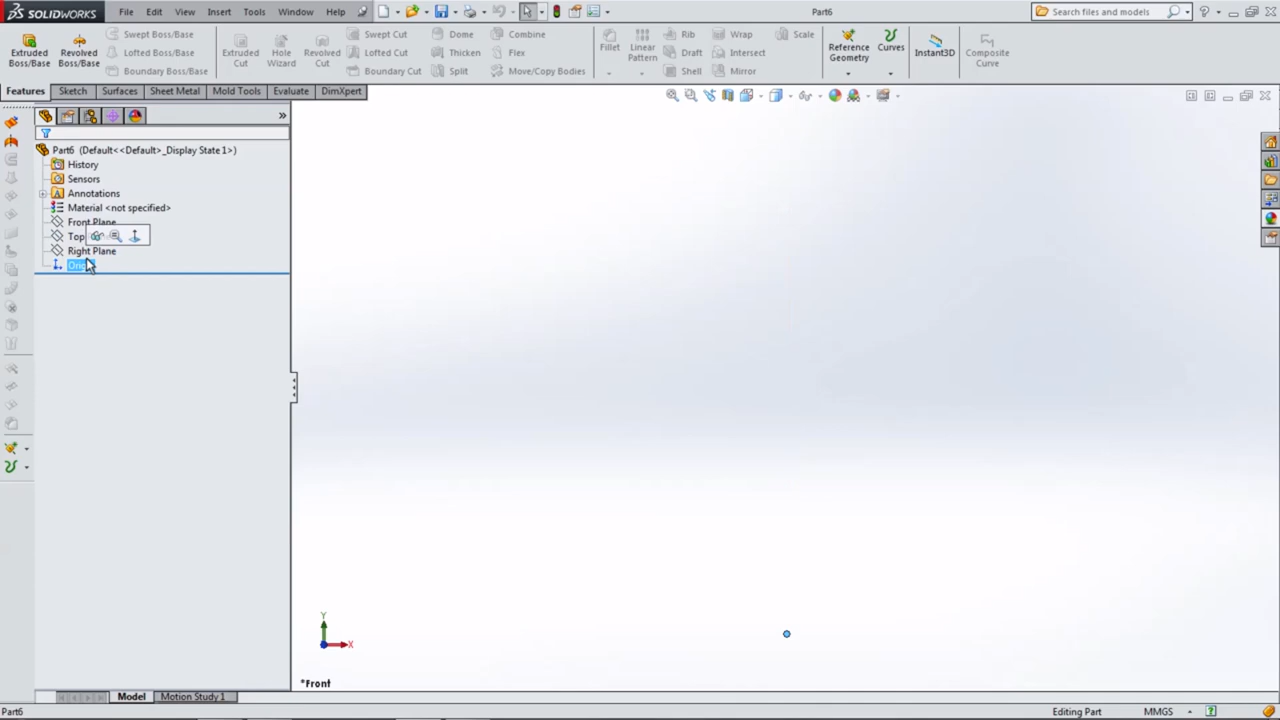 SOLIDWORKS File Edit View Insert Tools Window Help Part6 Search files and models
Extruded Boss/Base Revolved Boss/Base Swept Boss/Base Lofted Boss/Base Boundary Boss/Base Extruded Cut Hole Wizard Revolved Cut Swept Cut Lofted Cut Boundary Cut Dome Thicken Split Combine Flex Move/Copy Bodies Fillet Linear Pattern Rib Draft Shell Wrap Intersect Mirror Scale Reference Geometry Curves Instant3D Composite Curve
Features Sketch Surfaces Sheet Metal Mold Tools Evaluate DimXpert
Part6 (Default<<Default>_Display State 1>)
History
Sensors
Annotations
Material <not specified>
Front Plane
Top
Right Plane
Y
X
*Front
Model Motion Study 1
Part6 Editing Part MMGS